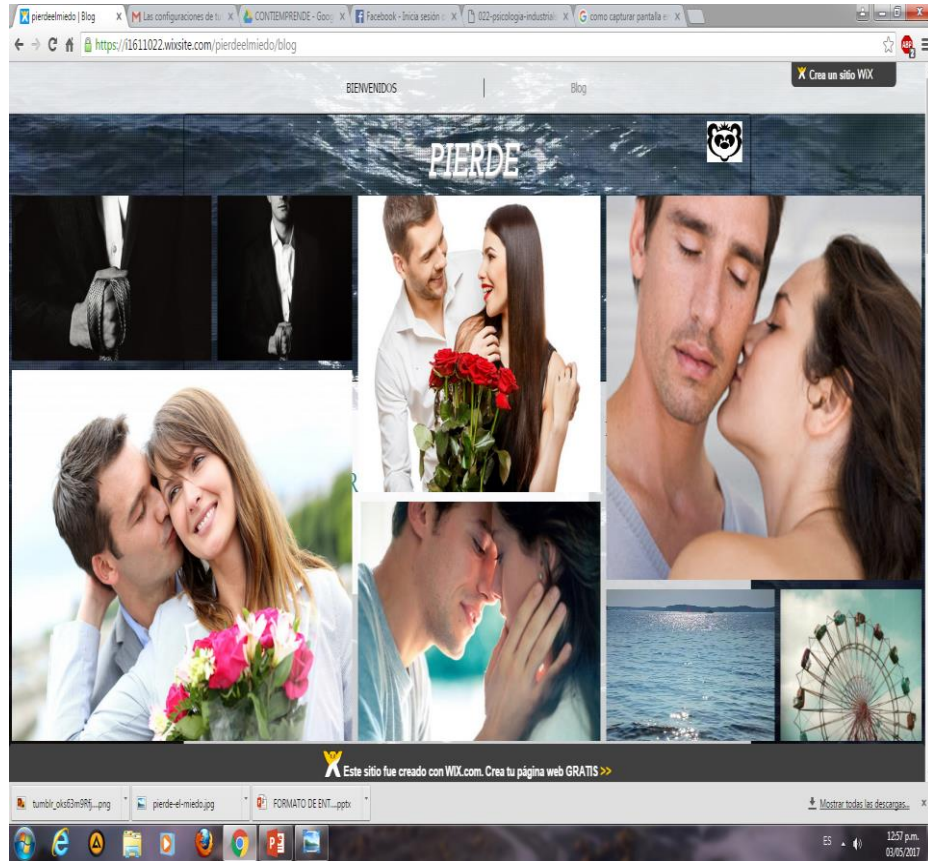 pierdeelmiedo | Blog
Las configuraciones de tu
CONTIEMPRENDE - Goog
Facebook - Inicia sesión o
022-psicologia-industrial
como capturar pantalla e
https://i1611022.wixsite.com/pierdeelmiedo/blog
ABP
2
Crea un sitio WiX
BIENVENIDOS
Blog
PIERDE
R
Este sitio fue creado con WIX.com. Crea tu página web GRATIS >>
tumblr_oks63m9Rfj....png
pierde-el-miedo.jpg
FORMATO DE ENT....pptx
Mostrar todas las descargas...
ES
12:57 p.m.
03/05/2017